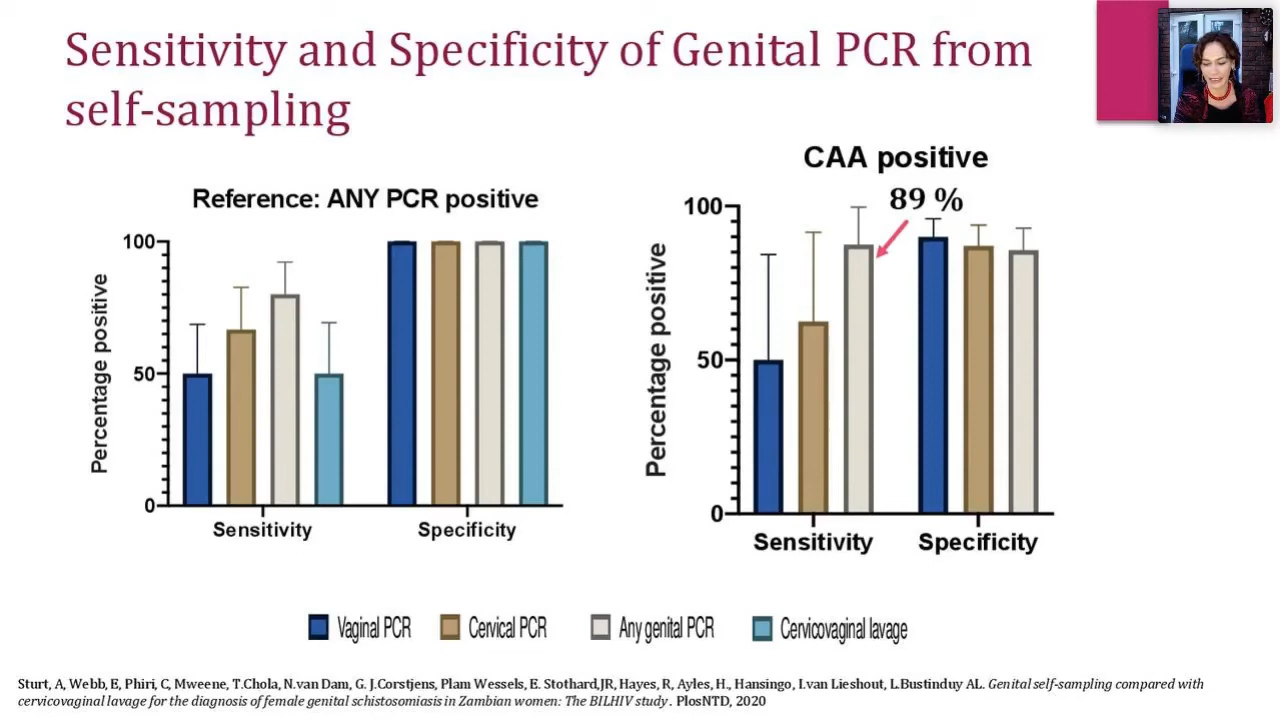 Sensitivity and Specificity of Genital PCR from
self-sampling
Reference: ANY PCR positive
Percentage positive
100
50
0
Sensitivity
Specificity
CAA positive
89 %
Percentage positive
100
50
0
Sensitivity
Specificity
Vaginal PCR
Cervical PCR
Any genital PCR
Cervicovaginal lavage
Sturt, A, Webb, E, Phiri, C, Mweene, T.Chola, N.van Dam, G. J.Corstjens, Plam Wessels, E. Stothard,JR, Hayes, R, Ayles, H., Hansingo, I.van Lieshout, L.Bustinduy AL. Genital self-sampling compared with
cervicovaginal lavage for the diagnosis of female genital schistosomiasis in Zambian women: The BILHIV study. PlosNTD, 2020